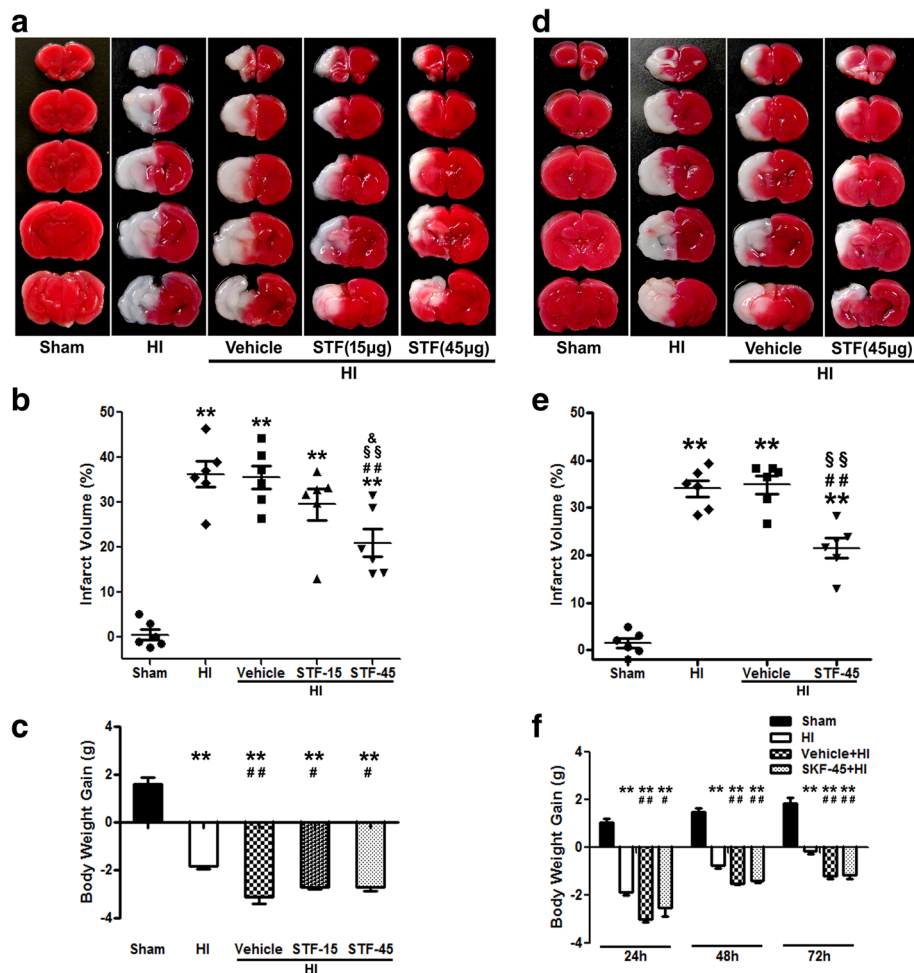 a
Sham HI Vehicle STF(15µg) STF(45µg)
HI
d
Sham HI Vehicle STF(45µg)
HI
b
Infarct Volume (%)
50
40
30
20
10
0
** ** **
&
§ §
##
**
Sham HI Vehicle STF-15 STF-45
HI
e
Infarct Volume (%)
50
40
30
20
10
0
** **
§ §
##
**
Sham HI Vehicle STF-45
HI
c
Body Weight Gain (g)
4
2
0
-2
-4
** ** ** **
## # #
Sham HI Vehicle STF-15 STF-45
HI
f
Sham
HI
Vehicle+HI
SKF-45+HI
Body Weight Gain (g)
4
2
0
-2
-4
** ** ** ** ** ** ** ** **
## # ## ## ## ##
24h 48h 72h